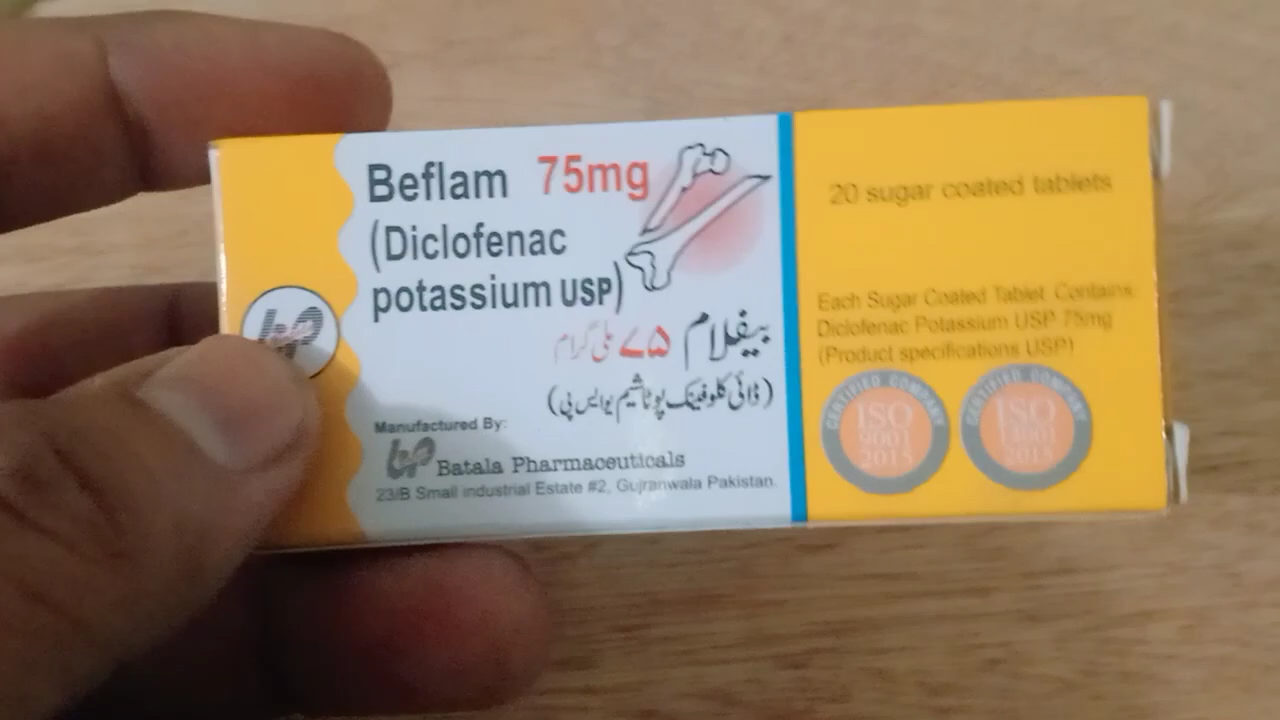 Beflam 75mg
(Diclofenac
potassium USP)
بیفلام ۷۵ ملی گرام
(ڈائی کلوفینک پوٹاشیم یو ایس پی)
Manufactured By:
Batala Pharmaceuticals
23/B Small industrial Estate #2, Gujranwala Pakistan.
20 sugar coated tablets
Each Sugar Coated Tablet Contains:
Diclofenac Potassium USP 75mg
(Product specifications USP)
CERTIFIED COMPANY
ISO
9001
2015
CERTIFIED COMPANY
ISO
2015